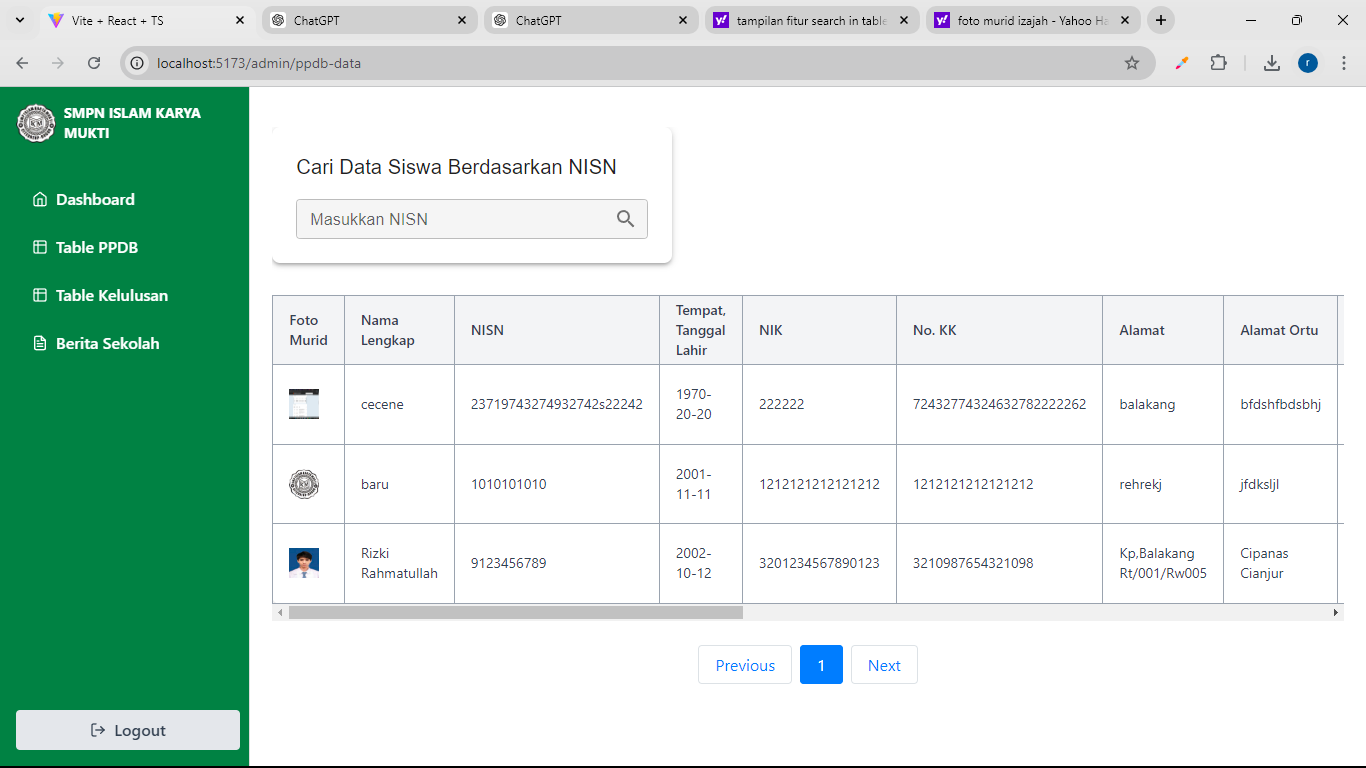 Vite + React + TS
ChatGPT
ChatGPT
tampilan fitur search in table
foto murid izajah - Yahoo Ha
localhost:5173/admin/ppdb-data
r
SMPN ISLAM KARYA
MUKTI
Dashboard
Table PPDB
Table Kelulusan
Berita Sekolah
Logout
Cari Data Siswa Berdasarkan NISN
Masukkan NISN
Foto
Murid
Nama
Lengkap
NISN
Tempat,
Tanggal
Lahir
NIK
No. KK
Alamat
Alamat Ortu
cecene
23719743274932742s22242
1970-
20-20
222222
72432774324632782222262
balakang
bfdshfbdsbhj
baru
1010101010
2001-
11-11
1212121212121212
1212121212121212
rehrekj
jfdksljl
Rizki
Rahmatullah
9123456789
2002-
10-12
3201234567890123
3210987654321098
Kp,Balakang
Rt/001/Rw005
Cipanas
Cianjur
Previous
1
Next